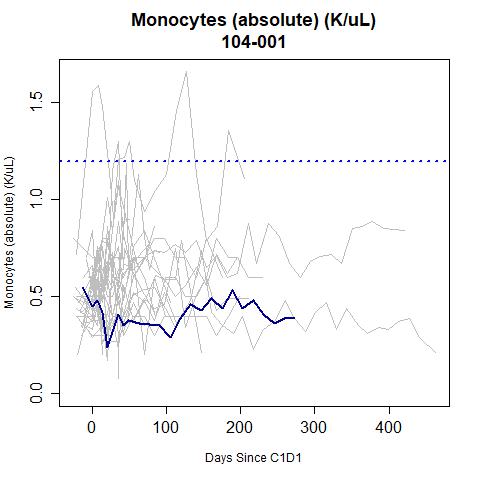 Monocytes (absolute) (K/uL)
104-001
Monocytes (absolute) (K/uL)
1.5
1.0
0.5
0.0
0 100 200 300 400
Days Since C1D1